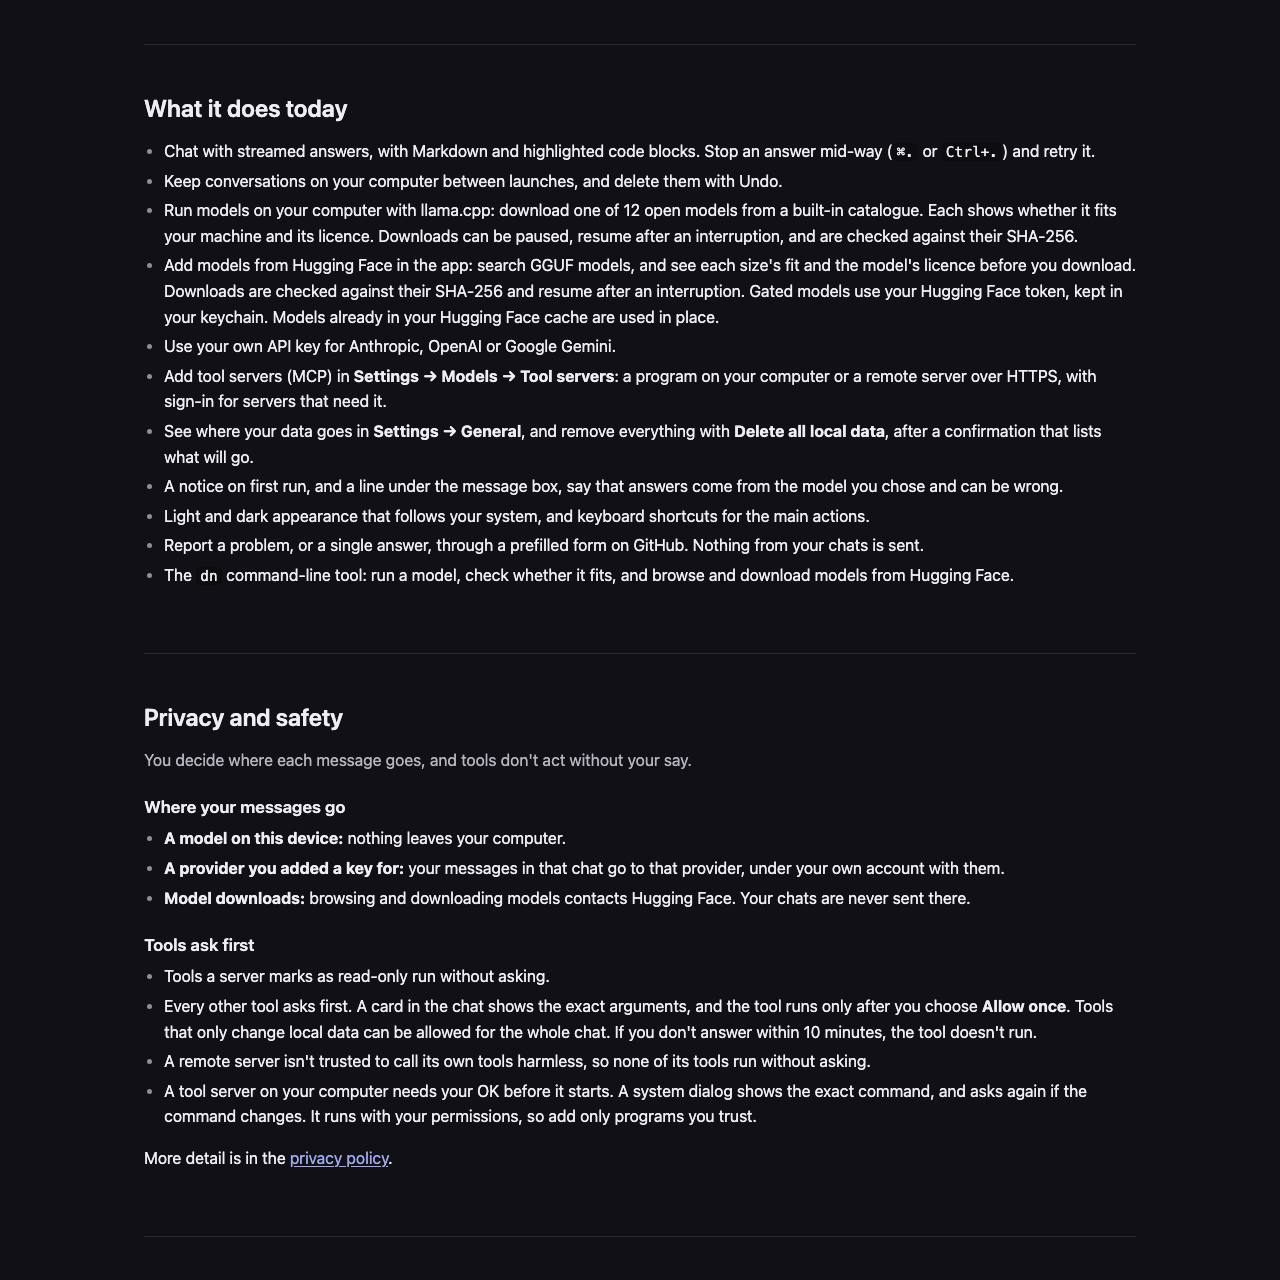 What it does today
Chat with streamed answers, with Markdown and highlighted code blocks. Stop an answer mid-way (⌘. or Ctrl+.) and retry it.
Keep conversations on your computer between launches, and delete them with Undo.
Run models on your computer with llama.cpp: download one of 12 open models from a built-in catalogue. Each shows whether it fits
your machine and its licence. Downloads can be paused, resume after an interruption, and are checked against their SHA-256.
Add models from Hugging Face in the app: search GGUF models, and see each size's fit and the model's licence before you download.
Downloads are checked against their SHA-256 and resume after an interruption. Gated models use your Hugging Face token, kept in
your keychain. Models already in your Hugging Face cache are used in place.
Use your own API key for Anthropic, OpenAI or Google Gemini.
Add tool servers (MCP) in Settings → Models → Tool servers: a program on your computer or a remote server over HTTPS, with
sign-in for servers that need it.
See where your data goes in Settings → General, and remove everything with Delete all local data, after a confirmation that lists
what will go.
A notice on first run, and a line under the message box, say that answers come from the model you chose and can be wrong.
Light and dark appearance that follows your system, and keyboard shortcuts for the main actions.
Report a problem, or a single answer, through a prefilled form on GitHub. Nothing from your chats is sent.
The dn command-line tool: run a model, check whether it fits, and browse and download models from Hugging Face.
Privacy and safety
You decide where each message goes, and tools don't act without your say.
Where your messages go
A model on this device: nothing leaves your computer.
A provider you added a key for: your messages in that chat go to that provider, under your own account with them.
Model downloads: browsing and downloading models contacts Hugging Face. Your chats are never sent there.
Tools ask first
Tools a server marks as read-only run without asking.
Every other tool asks first. A card in the chat shows the exact arguments, and the tool runs only after you choose Allow once. Tools
that only change local data can be allowed for the whole chat. If you don't answer within 10 minutes, the tool doesn't run.
A remote server isn't trusted to call its own tools harmless, so none of its tools run without asking.
A tool server on your computer needs your OK before it starts. A system dialog shows the exact command, and asks again if the
command changes. It runs with your permissions, so add only programs you trust.
More detail is in the privacy policy.